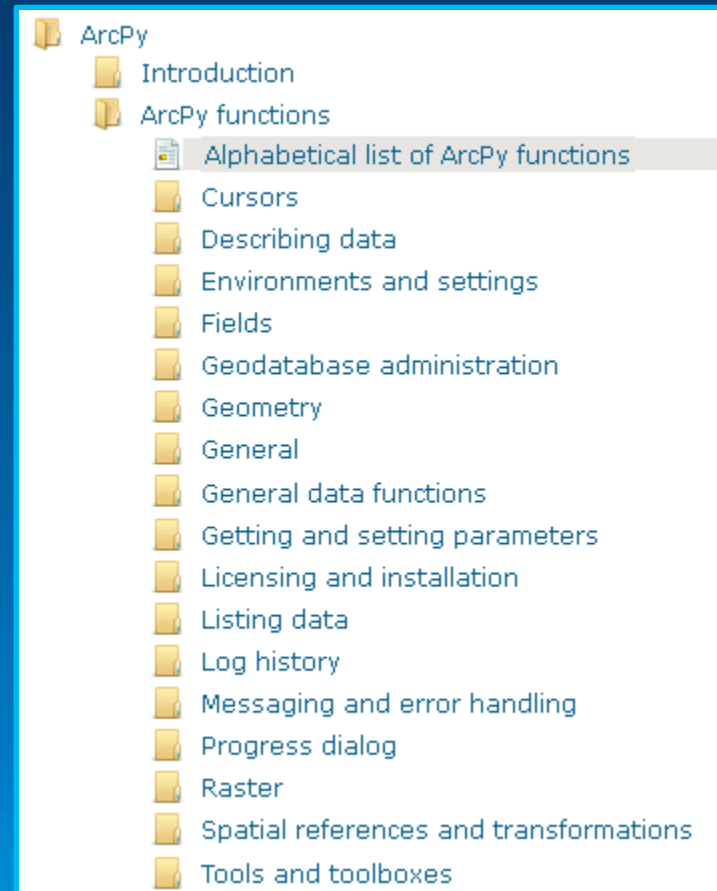 ArcPy
Introduction
ArcPy functions
Alphabetical list of ArcPy functions
Cursors
Describing data
Environments and settings
Fields
Geodatabase administration
Geometry
General
General data functions
Getting and setting parameters
Licensing and installation
Listing data
Log history
Messaging and error handling
Progress dialog
Raster
Spatial references and transformations
Tools and toolboxes